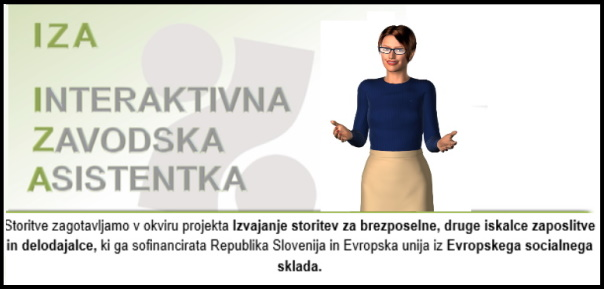 IZA
INTERAKTIVNA
ZAVODSKA
ASISTENTKA
Storitve zagotavljamo v okviru projekta Izvajanje storitev za brezposelne, druge iskalce zaposlitve
in delodajalce, ki ga sofinancirata Republika Slovenija in Evropska unija iz Evropskega socialnega
sklada.